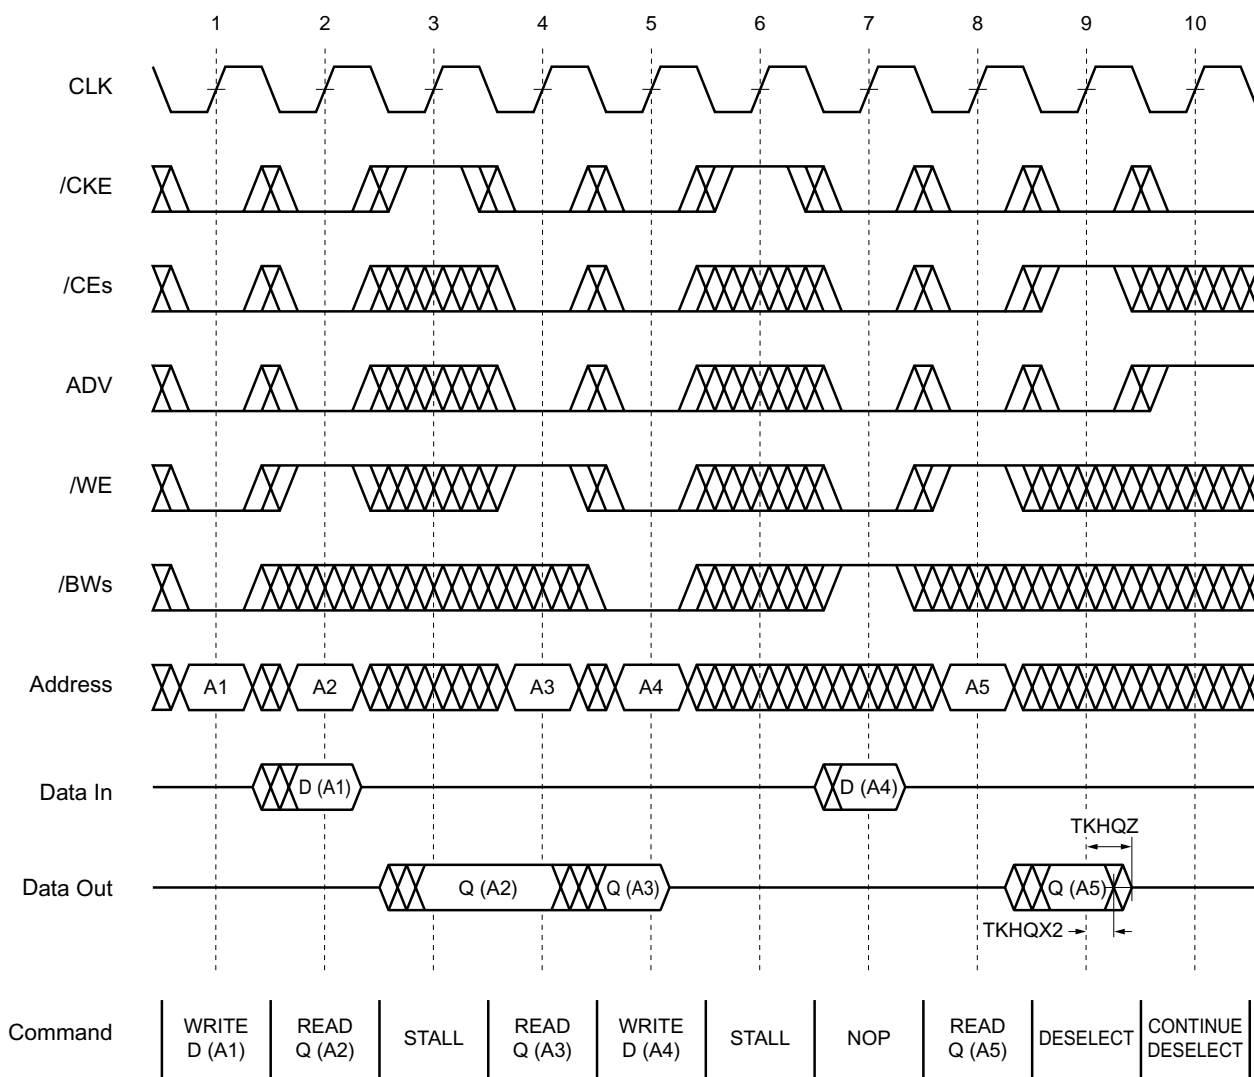 1 2 3 4 5 6 7 8 9 10
CLK
/CKE
/CEs
ADV
/WE
/BWs
Address A1 A2 A3 A4 A5
Data In D (A1) D (A4)
TKHQZ
Data Out Q (A2) Q (A3) Q (A5)
TKHQX2
Command
WRITE D (A1)
READ Q (A2)
STALL
READ Q (A3)
WRITE D (A4)
STALL
NOP
READ Q (A5)
DESELECT
CONTINUE DESELECT